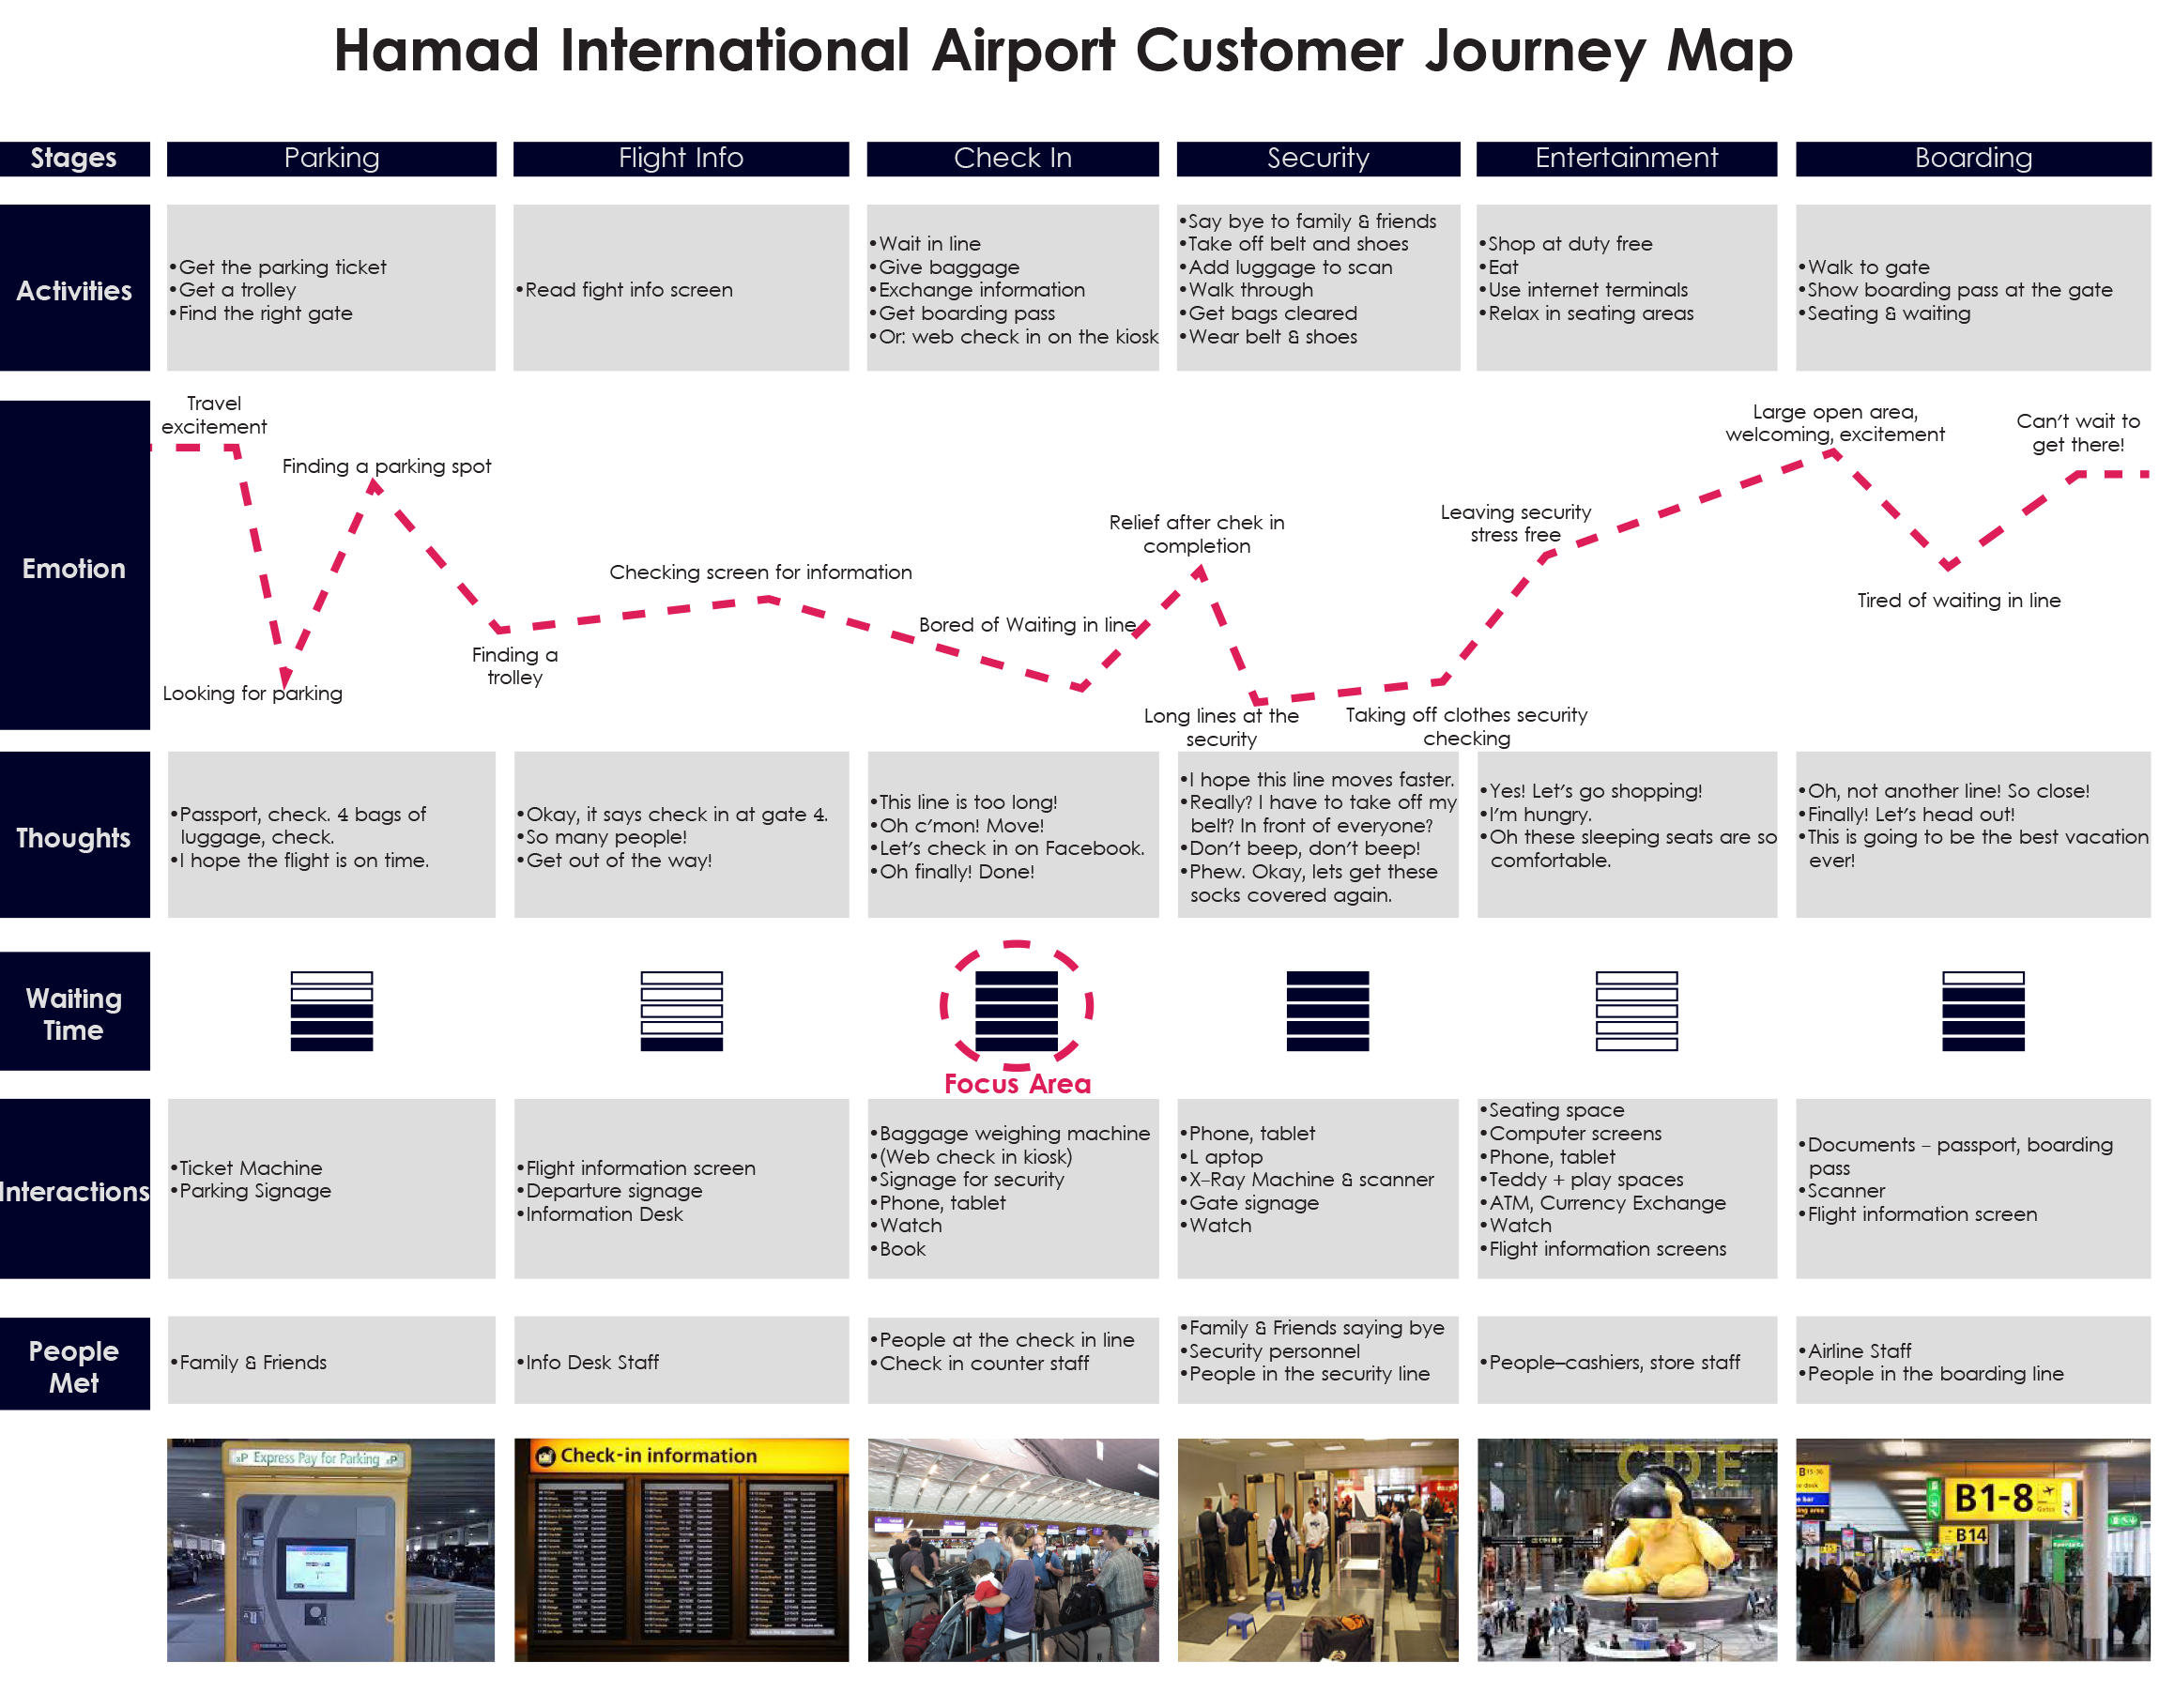 Hamad International Airport Customer Journey Map
Stages
Parking
Flight Info
Check In
Security
Entertainment
Boarding
Activities
•Get the parking ticket
•Get a trolley
•Find the right gate
•Read fight info screen
•Wait in line
•Give baggage
•Exchange information
•Get boarding pass
•Or: web check in on the kiosk
•Say bye to family & friends
•Take off belt and shoes
•Add luggage to scan
•Walk through
•Get bags cleared
•Wear belt & shoes
•Shop at duty free
•Eat
•Use internet terminals
•Relax in seating areas
•Walk to gate
•Show boarding pass at the gate
•Seating & waiting
Emotion
Travel
excitement
Looking for parking
Finding a parking spot
Finding a
trolley
Checking screen for information
Bored of Waiting in line
Relief after chek in
completion
Long lines at the
security
Taking off clothes security
checking
Leaving security
stress free
Large open area,
welcoming, excitement
Tired of waiting in line
Can't wait to
get there!
Thoughts
•Passport, check. 4 bags of
luggage, check.
•I hope the flight is on time.
•Okay, it says check in at gate 4.
•So many people!
•Get out of the way!
•This line is too long!
•Oh c'mon! Move!
•Let's check in on Facebook.
•Oh finally! Done!
•I hope this line moves faster.
•Really? I have to take off my
belt? In front of everyone?
•Don't beep, don't beep!
•Phew. Okay, lets get these
socks covered again.
•Yes! Let's go shopping!
•I'm hungry.
•Oh these sleeping seats are so
comfortable.
•Oh, not another line! So close!
•Finally! Let's head out!
•This is going to be the best vacation
ever!
Waiting
Time
Focus Area
Interactions
•Ticket Machine
•Parking Signage
•Flight information screen
•Departure signage
•Information Desk
•Baggage weighing machine
•(Web check in kiosk)
•Signage for security
•Phone, tablet
•Watch
•Book
•Phone, tablet
•L aptop
•X-Ray Machine & scanner
•Gate signage
•Watch
•Seating space
•Computer screens
•Phone, tablet
•Teddy + play spaces
•ATM, Currency Exchange
•Watch
•Flight information screens
•Documents - passport, boarding
pass
•Scanner
•Flight information screen
People
Met
•Family & Friends
•Info Desk Staff
•People at the check in line
•Check in counter staff
•Family & Friends saying bye
•Security personnel
•People in the security line
•People–cashiers, store staff
•Airline Staff
•People in the boarding line
P Express Pay for Parking P
Check-in information
CDE
B1-8
Gates
B14